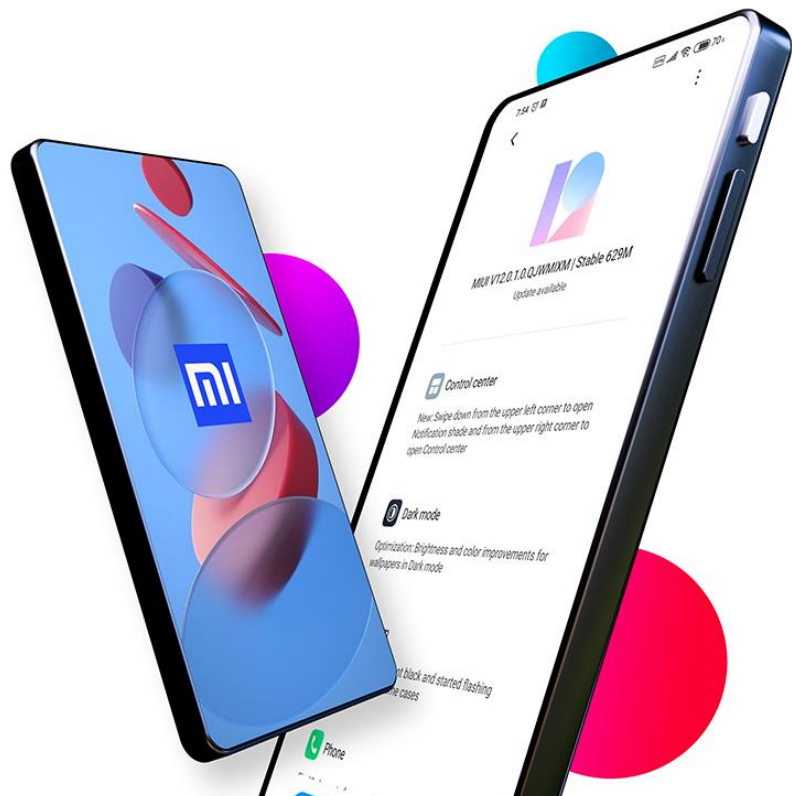 mi
7:54
70%
MIUI V12.0.1.0.QJWMIXM | Stable 629M
Update available
Control center
New: Swipe down from the upper left corner to open
Notification shade and from the upper right corner to
open Control center
Dark mode
Optimization: Brightness and color improvements for
wallpapers in Dark mode
black and started flashing
cases
Phone